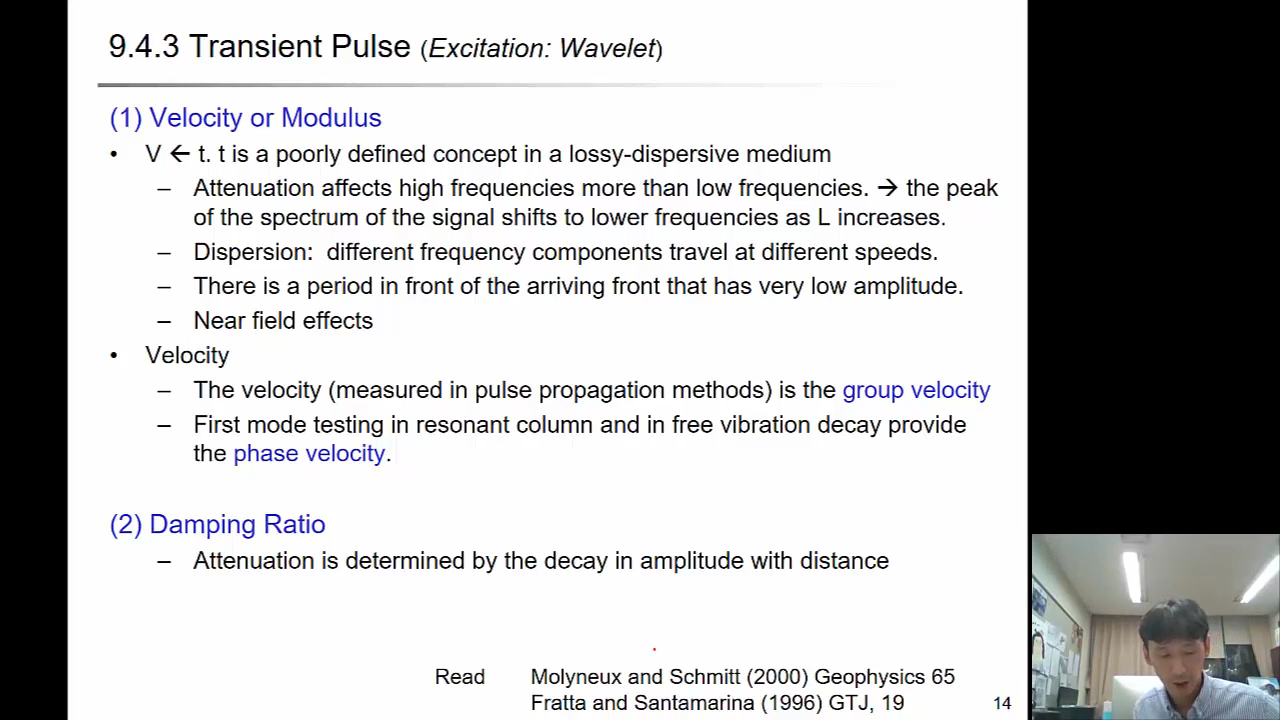 9.4.3 Transient Pulse (Excitation: Wavelet)
(1) Velocity or Modulus
• V ← t. t is a poorly defined concept in a lossy-dispersive medium
– Attenuation affects high frequencies more than low frequencies. → the peak
of the spectrum of the signal shifts to lower frequencies as L increases.
– Dispersion: different frequency components travel at different speeds.
– There is a period in front of the arriving front that has very low amplitude.
– Near field effects
• Velocity
– The velocity (measured in pulse propagation methods) is the group velocity
– First mode testing in resonant column and in free vibration decay provide
the phase velocity.
(2) Damping Ratio
– Attenuation is determined by the decay in amplitude with distance
Read Molyneux and Schmitt (2000) Geophysics 65
Fratta and Santamarina (1996) GTJ, 19
14